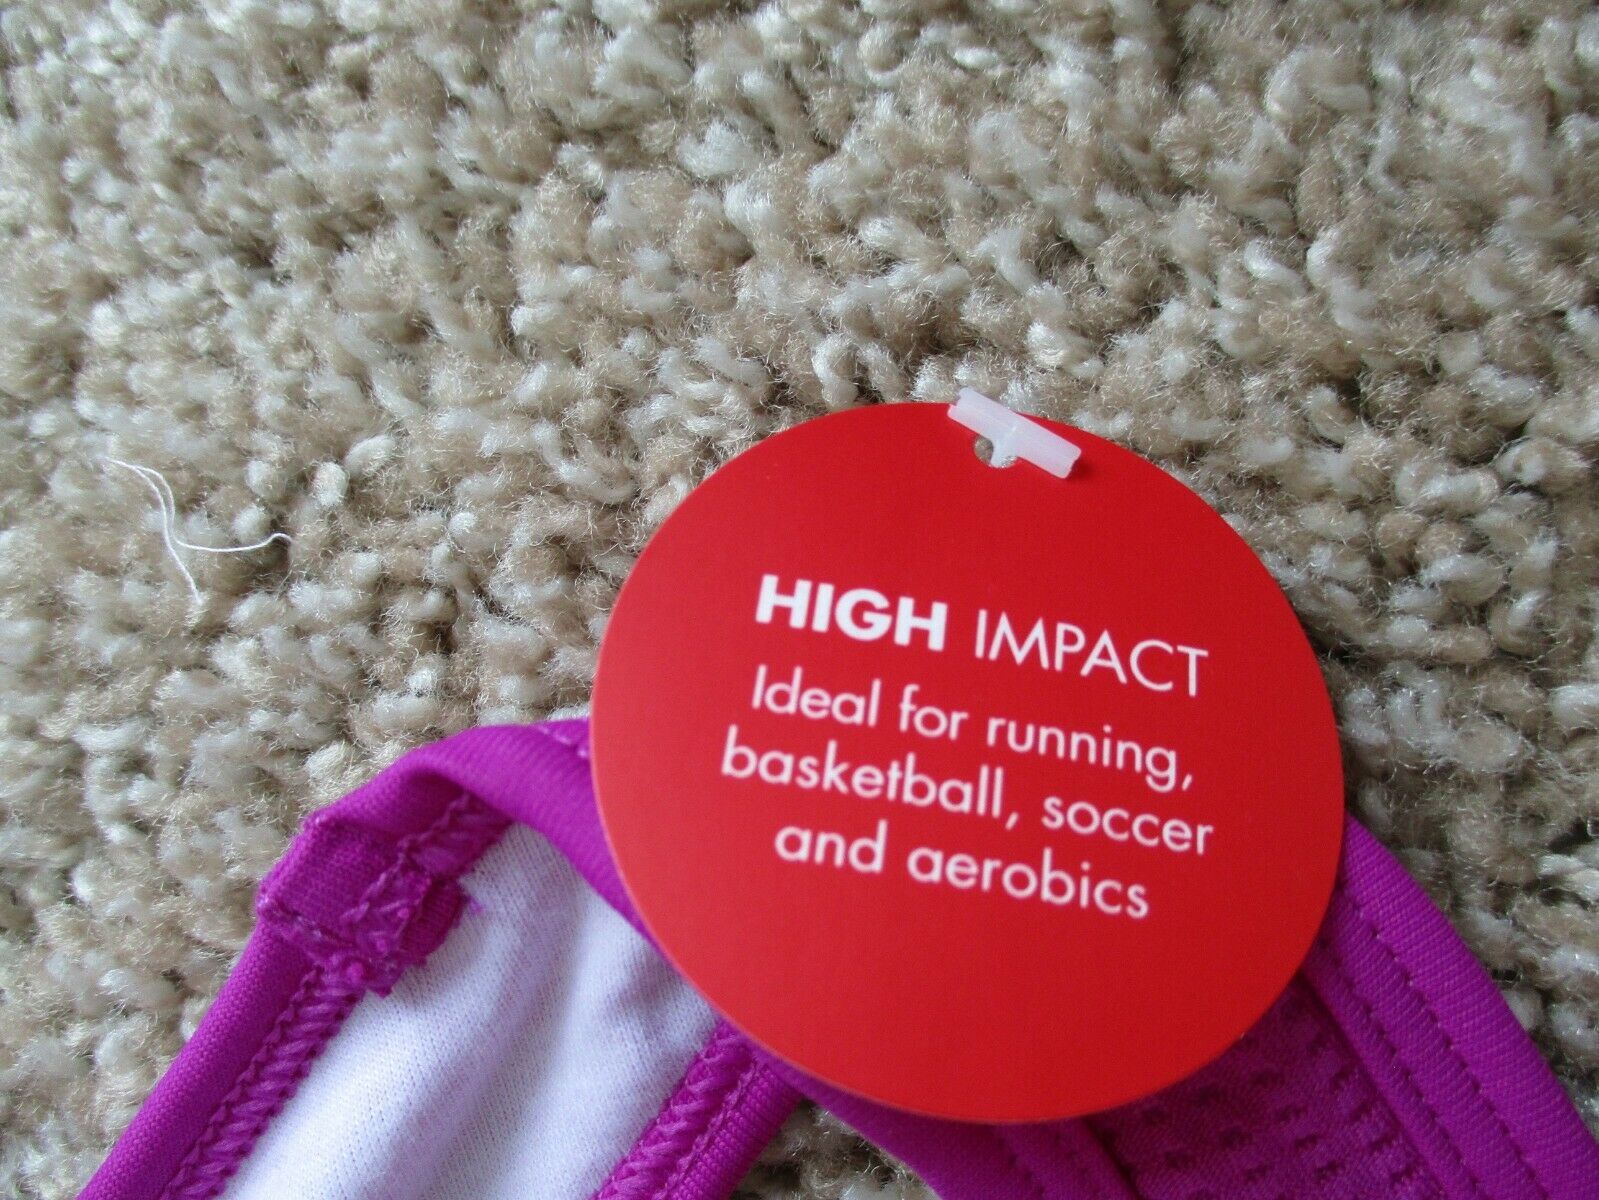 HIGH IMPACT
Ideal for running,
basketball, soccer
and aerobics